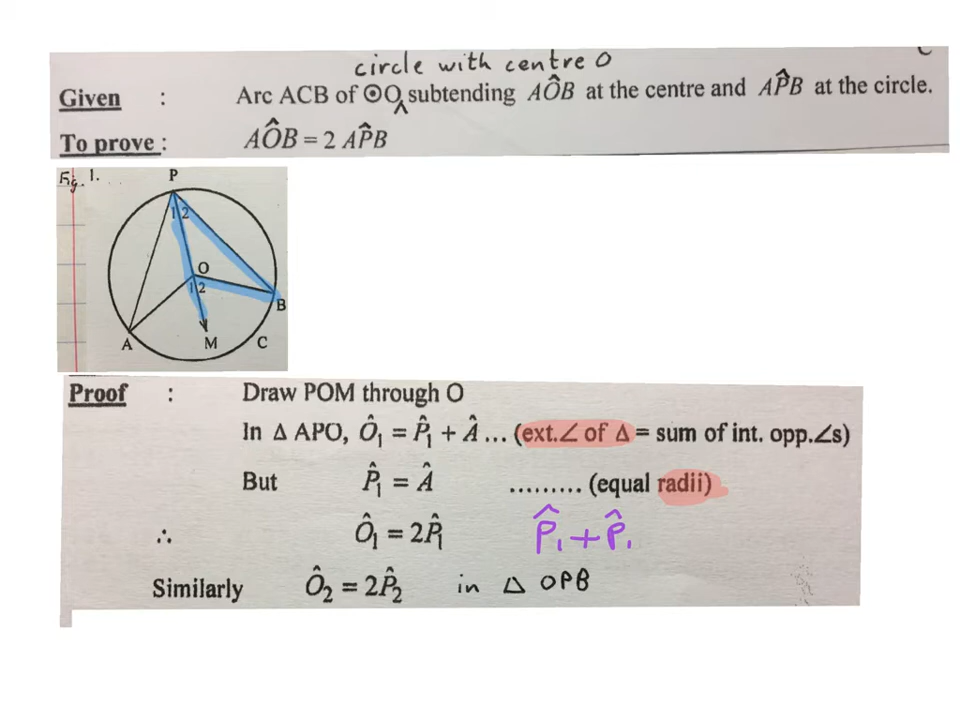 circle with centre O
Given : Arc ACB of ⊙O ‸ subtending AÔB at the centre and AP̂B at the circle.
To prove : AÔB = 2 AP̂B
Fig. 1.
P
1 2
O
1 2
B
A M C
Proof : Draw POM through O
In Δ APO, Ô₁ = P̂₁ + Â ... (ext.∠ of Δ = sum of int. opp.∠s)
But P̂₁ = Â ......... (equal radii)
∴ Ô₁ = 2P̂₁ P̂₁ + P̂₁
Similarly Ô₂ = 2P̂₂ in Δ OPB